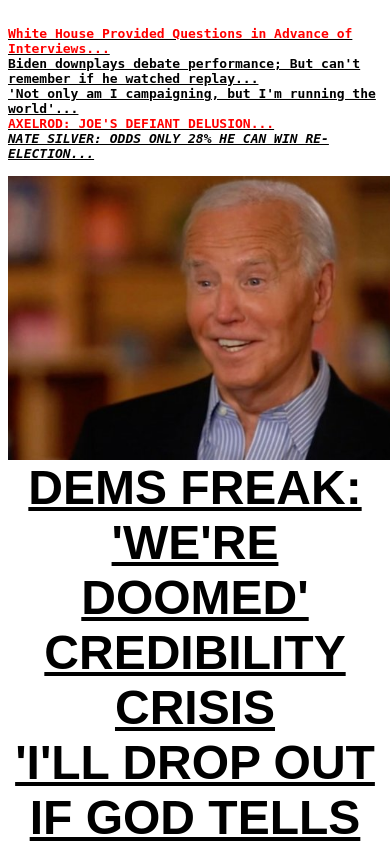 White House Provided Questions in Advance of
Interviews...
Biden downplays debate performance; But can't
remember if he watched replay...
'Not only am I campaigning, but I'm running the
world'...
AXELROD: JOE'S DEFIANT DELUSION...
NATE SILVER: ODDS ONLY 28% HE CAN WIN RE-
ELECTION...
DEMS FREAK:
'WE'RE
DOOMED'
CREDIBILITY
CRISIS
'I'LL DROP OUT
IF GOD TELLS